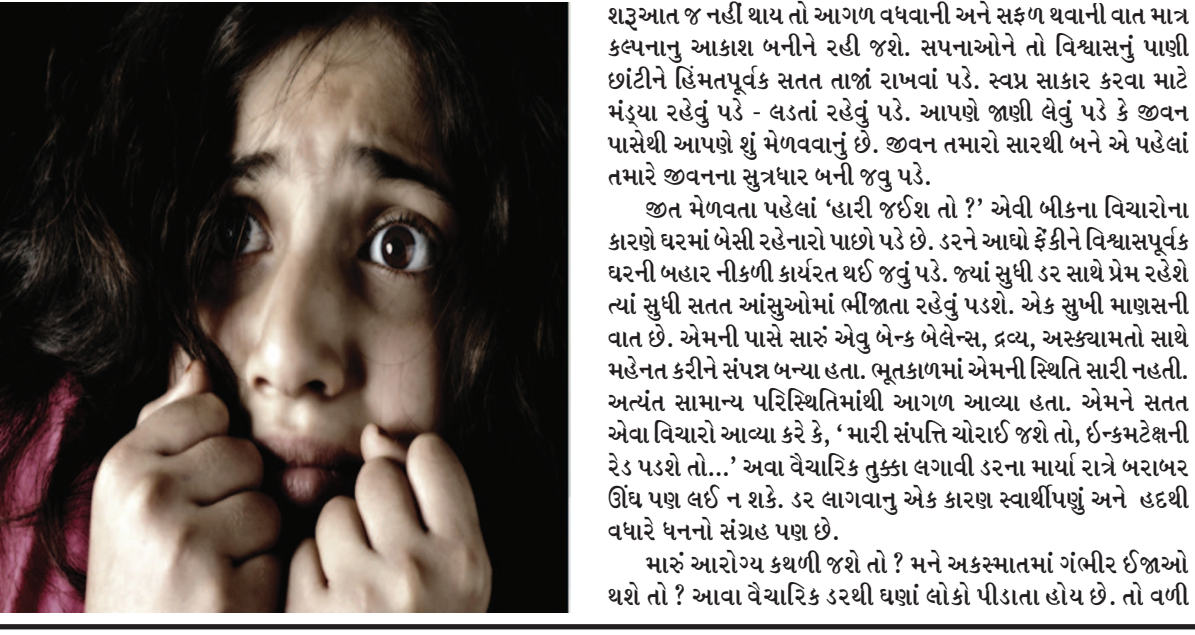 શરૂઆત જ નહીં થાય તો આગળ વધવાની અને સફળ થવાની વાત માત્ર
કલ્પનાનુ આકાશ બનીને રહી જશે. સપનાઓને તો વિશ્વાસનું પાણી
છાંટીને હિંમતપૂર્વક સતત તાજાં રાખવાં પડે. સ્વપ્ન સાકાર કરવા માટે
મંડ્યા રહેવું પડે - લડતાં રહેવું પડે. આપણે જાણી લેવું પડે કે જીવન
પાસેથી આપણે શું મેળવવાનું છે. જીવન તમારો સારથી બને એ પહેલાં
તમારે જીવનના સુત્રધાર બની જવુ પડે.
જીત મેળવતા પહેલાં ‘હારી જઈશ તો ?’ એવી બીકના વિચારોના
કારણે ઘરમાં બેસી રહેનારો પાછો પડે છે. ડરને આઘો ફેંકીને વિશ્વાસપૂર્વક
ઘરની બહાર નીકળી કાર્યરત થઈ જવું પડે. જ્યાં સુધી ડર સાથે પ્રેમ રહેશે
ત્યાં સુધી સતત આંસુઓમાં ભીંજાતા રહેવું પડશે. એક સુખી માણસની
વાત છે. એમની પાસે સારું એવુ બેન્ક બેલેન્સ, દ્રવ્ય, અસ્ક્યામતો સાથે
મહેનત કરીને સંપન્ન બન્યા હતા. ભૂતકાળમાં એમની સ્થિતિ સારી નહતી.
અત્યંત સામાન્ય પરિસ્થિતિમાંથી આગળ આવ્યા હતા. એમને સતત
એવા વિચારો આવ્યા કરે કે, ‘ મારી સંપત્તિ ચોરાઈ જશે તો, ઇન્કમટેક્ષની
રેડ પડશે તો...’ અવા વૈચારિક તુક્કા લગાવી ડરના માર્યા રાત્રે બરાબર
ઊંઘ પણ લઈ ન શકે. ડર લાગવાનુ એક કારણ સ્વાર્થીપણું અને હદથી
વધારે ધનનો સંગ્રહ પણ છે.
મારું આરોગ્ય કથળી જશે તો ? મને અકસ્માતમાં ગંભીર ઈજાઓ
થશે તો ? આવા વૈચારિક ડરથી ઘણાં લોકો પીડાતા હોય છે. તો વળી